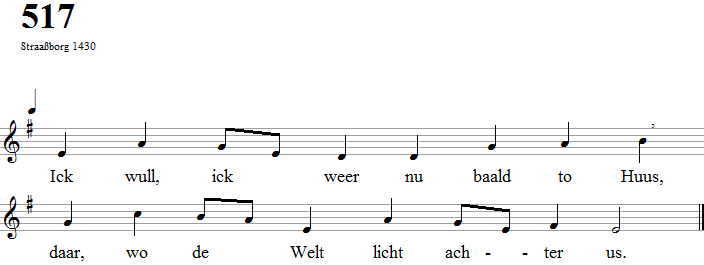 517
Straaßborg 1430
Ick wull, ick weer nu baald to Huus,
daar, wo de Welt licht ach - - ter us.